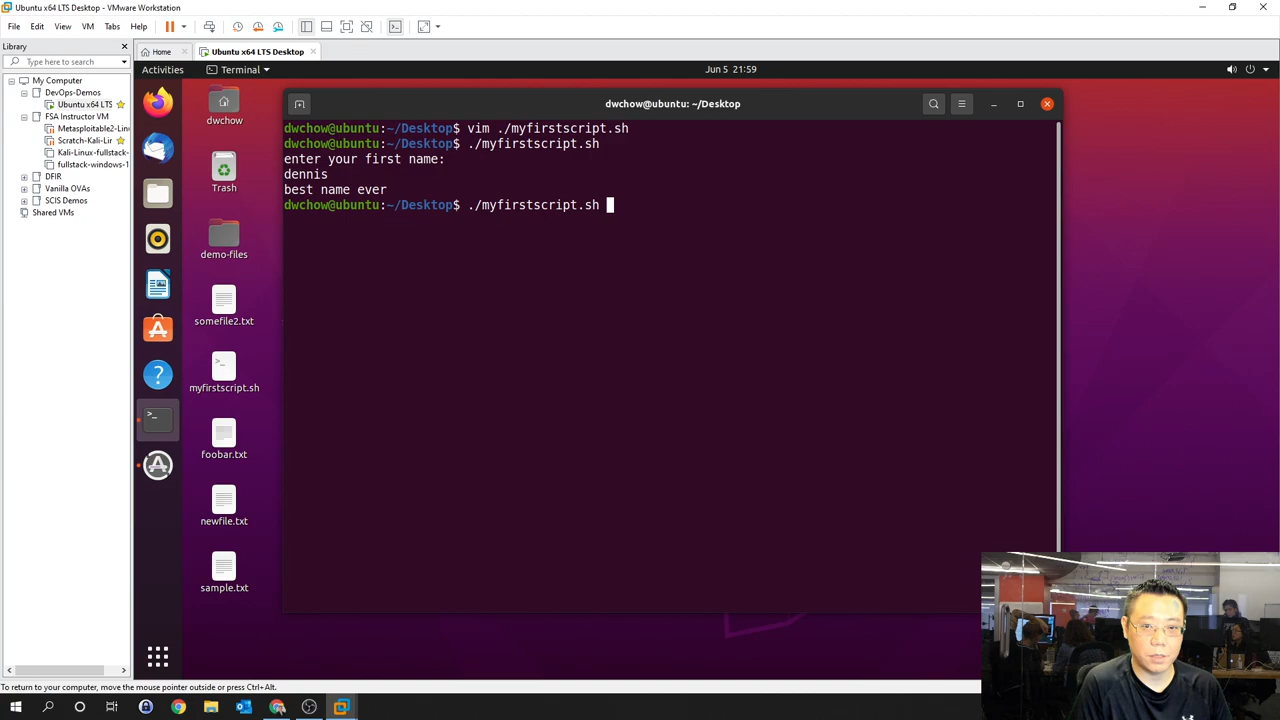 Ubuntu x64 LTS Desktop - VMware Workstation
File Edit View VM Tabs Help
Library
Type here to search
My Computer
DevOps-Demos
Ubuntu x64 LTS
FSA Instructor VM
Metasploitable2-Lin
Scratch-Kali-Lir
Kali-Linux-fullstack-
fullstack-windows-1
DFIR
Vanilla OVAs
SCIS Demos
Shared VMs
Home
Ubuntu x64 LTS Desktop
Activities
Terminal
Jun 5 21:59
dwchow
Trash
demo-files
somefile2.txt
myfirstscript.sh
foobar.txt
newfile.txt
sample.txt
dwchow@ubuntu: ~/Desktop
dwchow@ubuntu:~/Desktop$ vim ./myfirstscript.sh
dwchow@ubuntu:~/Desktop$ ./myfirstscript.sh
enter your first name:
dennis
best name ever
dwchow@ubuntu:~/Desktop$ ./myfirstscript.sh
To return to your computer, move the mouse pointer outside or press Ctrl+Alt.